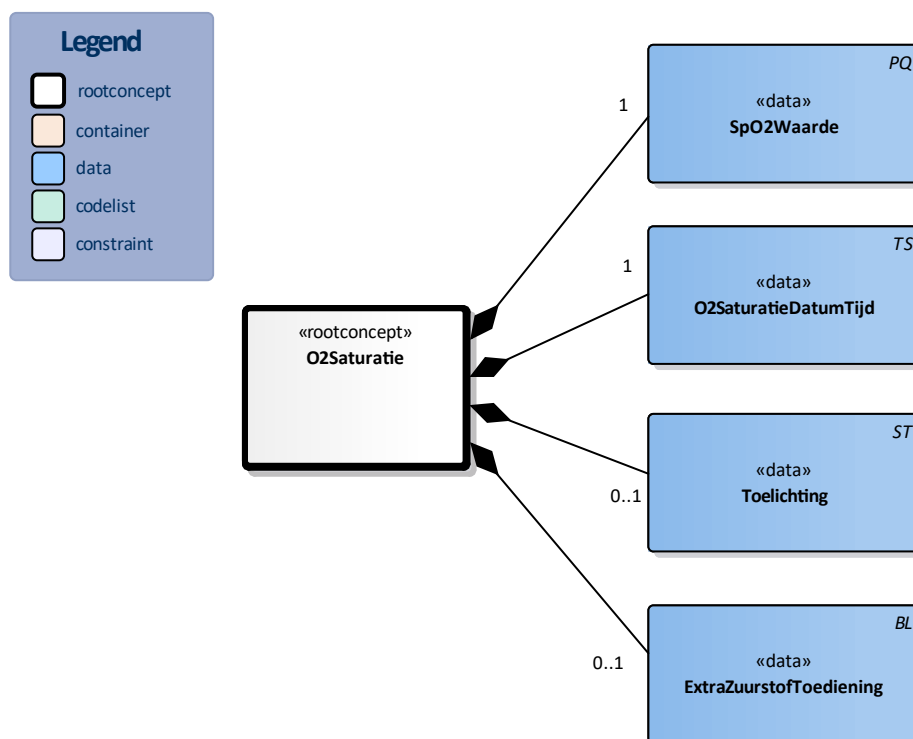 Legend
rootconcept
container
data
codelist
constraint
PQ
«data»
SpO2Waarde
1
TS
«data»
O2SaturatieDatumTijd
1
«rootconcept»
O2Saturatie
ST
«data»
Toelichting
0..1
BL
«data»
ExtraZuurstofToediening
0..1